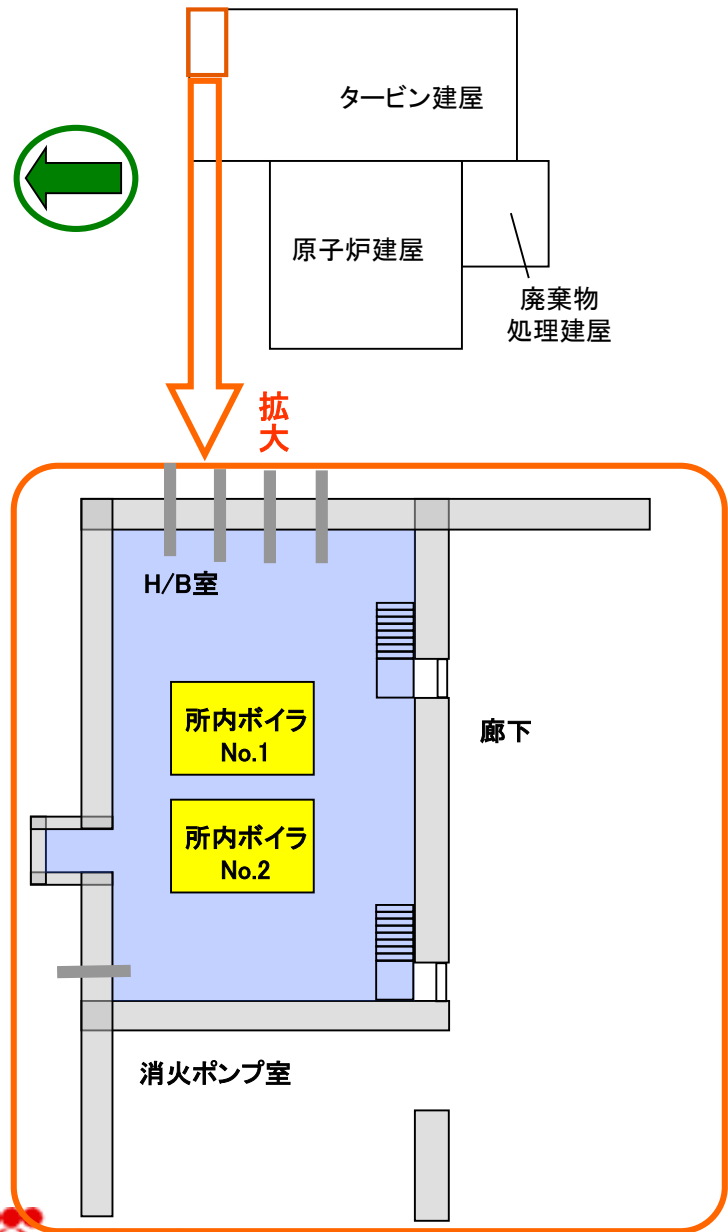 タービン建屋
原子炉建屋
廃棄物
処理建屋
拡
大
H/B室
所内ボイラ
No.1
廊下
所内ボイラ
No.2
消火ポンプ室